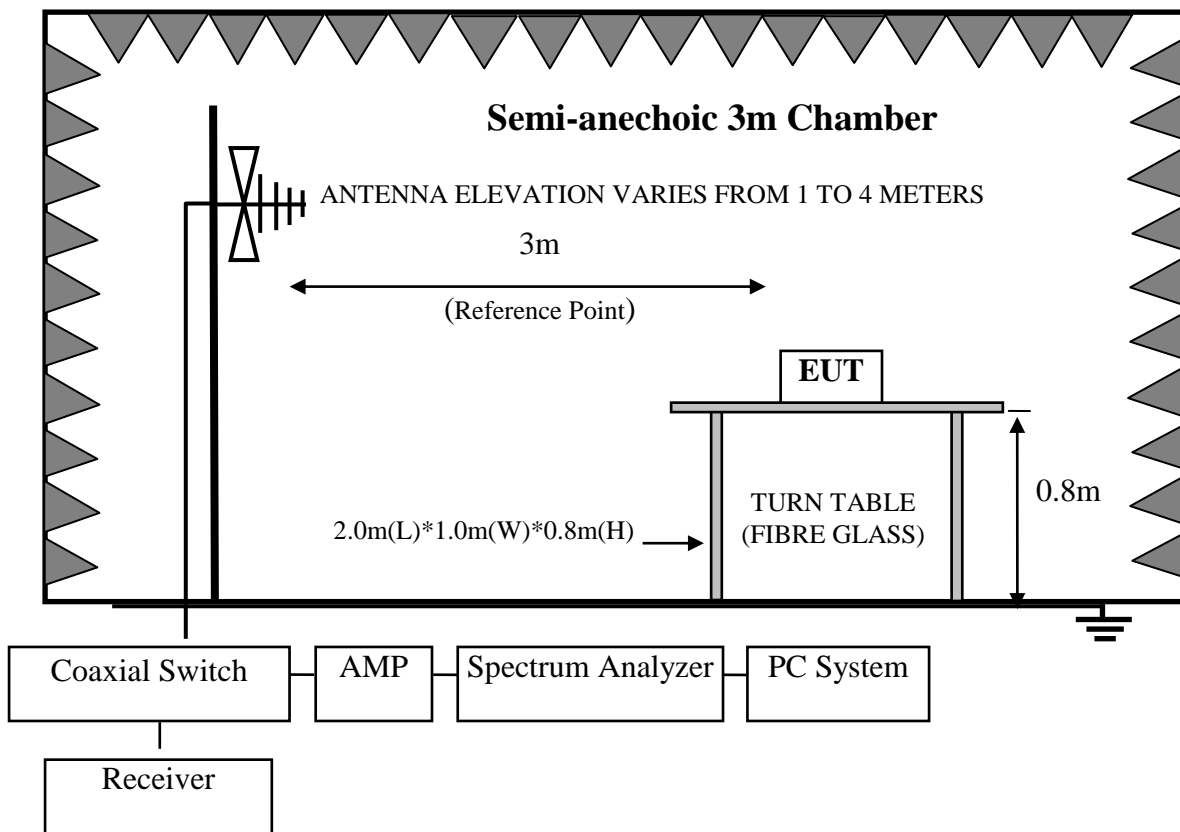 Semi-anechoic 3m Chamber
ANTENNA ELEVATION VARIES FROM 1 TO 4 METERS
3m
(Reference Point)
EUT
0.8m
TURN TABLE
(FIBRE GLASS)
2.0m(L)*1.0m(W)*0.8m(H)
Coaxial Switch
AMP
Spectrum Analyzer
PC System
Receiver